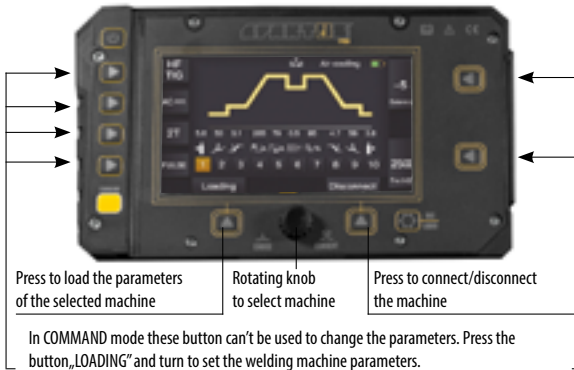 HF TIG
Air reading
AC
2T
PULSE
1 2 3 4 5 6 7 8 9 10
Loading
Disconnect
Press to load the parameters
of the selected machine
Rotating knob
to select machine
Press to connect/disconnect
the machine
In COMMAND mode these button can't be used to change the parameters. Press the
button„LOADING" and turn to set the welding machine parameters.